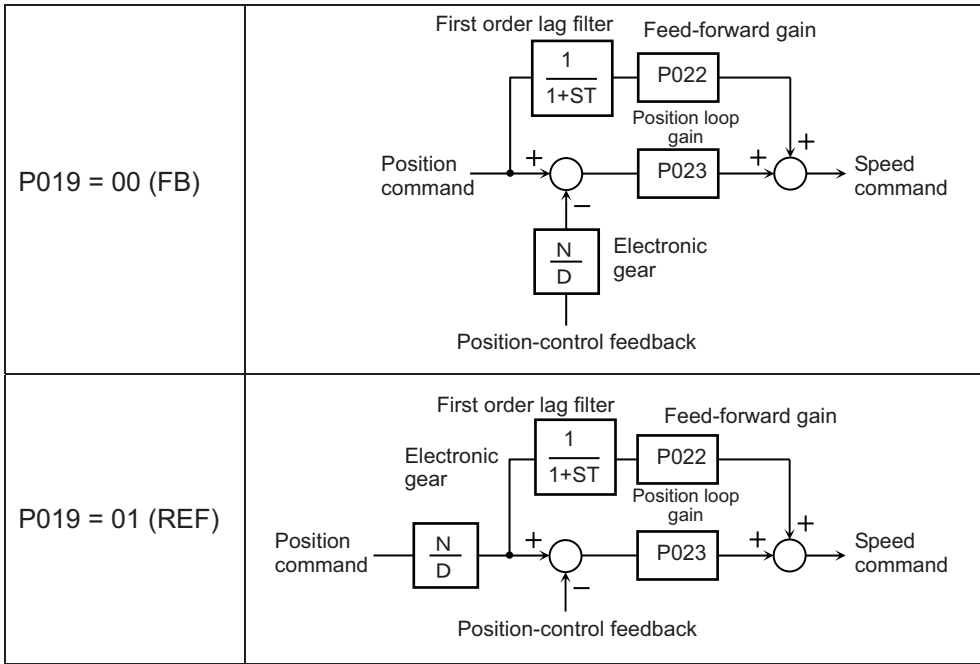 P019 = 00 (FB)
First order lag filter
Feed-forward gain
1
1+ST
P022
Position loop
gain
Position
command
+
P023
+
+
Speed
command
−
N
D
Electronic
gear
Position-control feedback
P019 = 01 (REF)
First order lag filter
Feed-forward gain
Electronic
gear
1
1+ST
P022
Position loop
gain
Position
command
N
D
+
P023
+
+
Speed
command
−
Position-control feedback